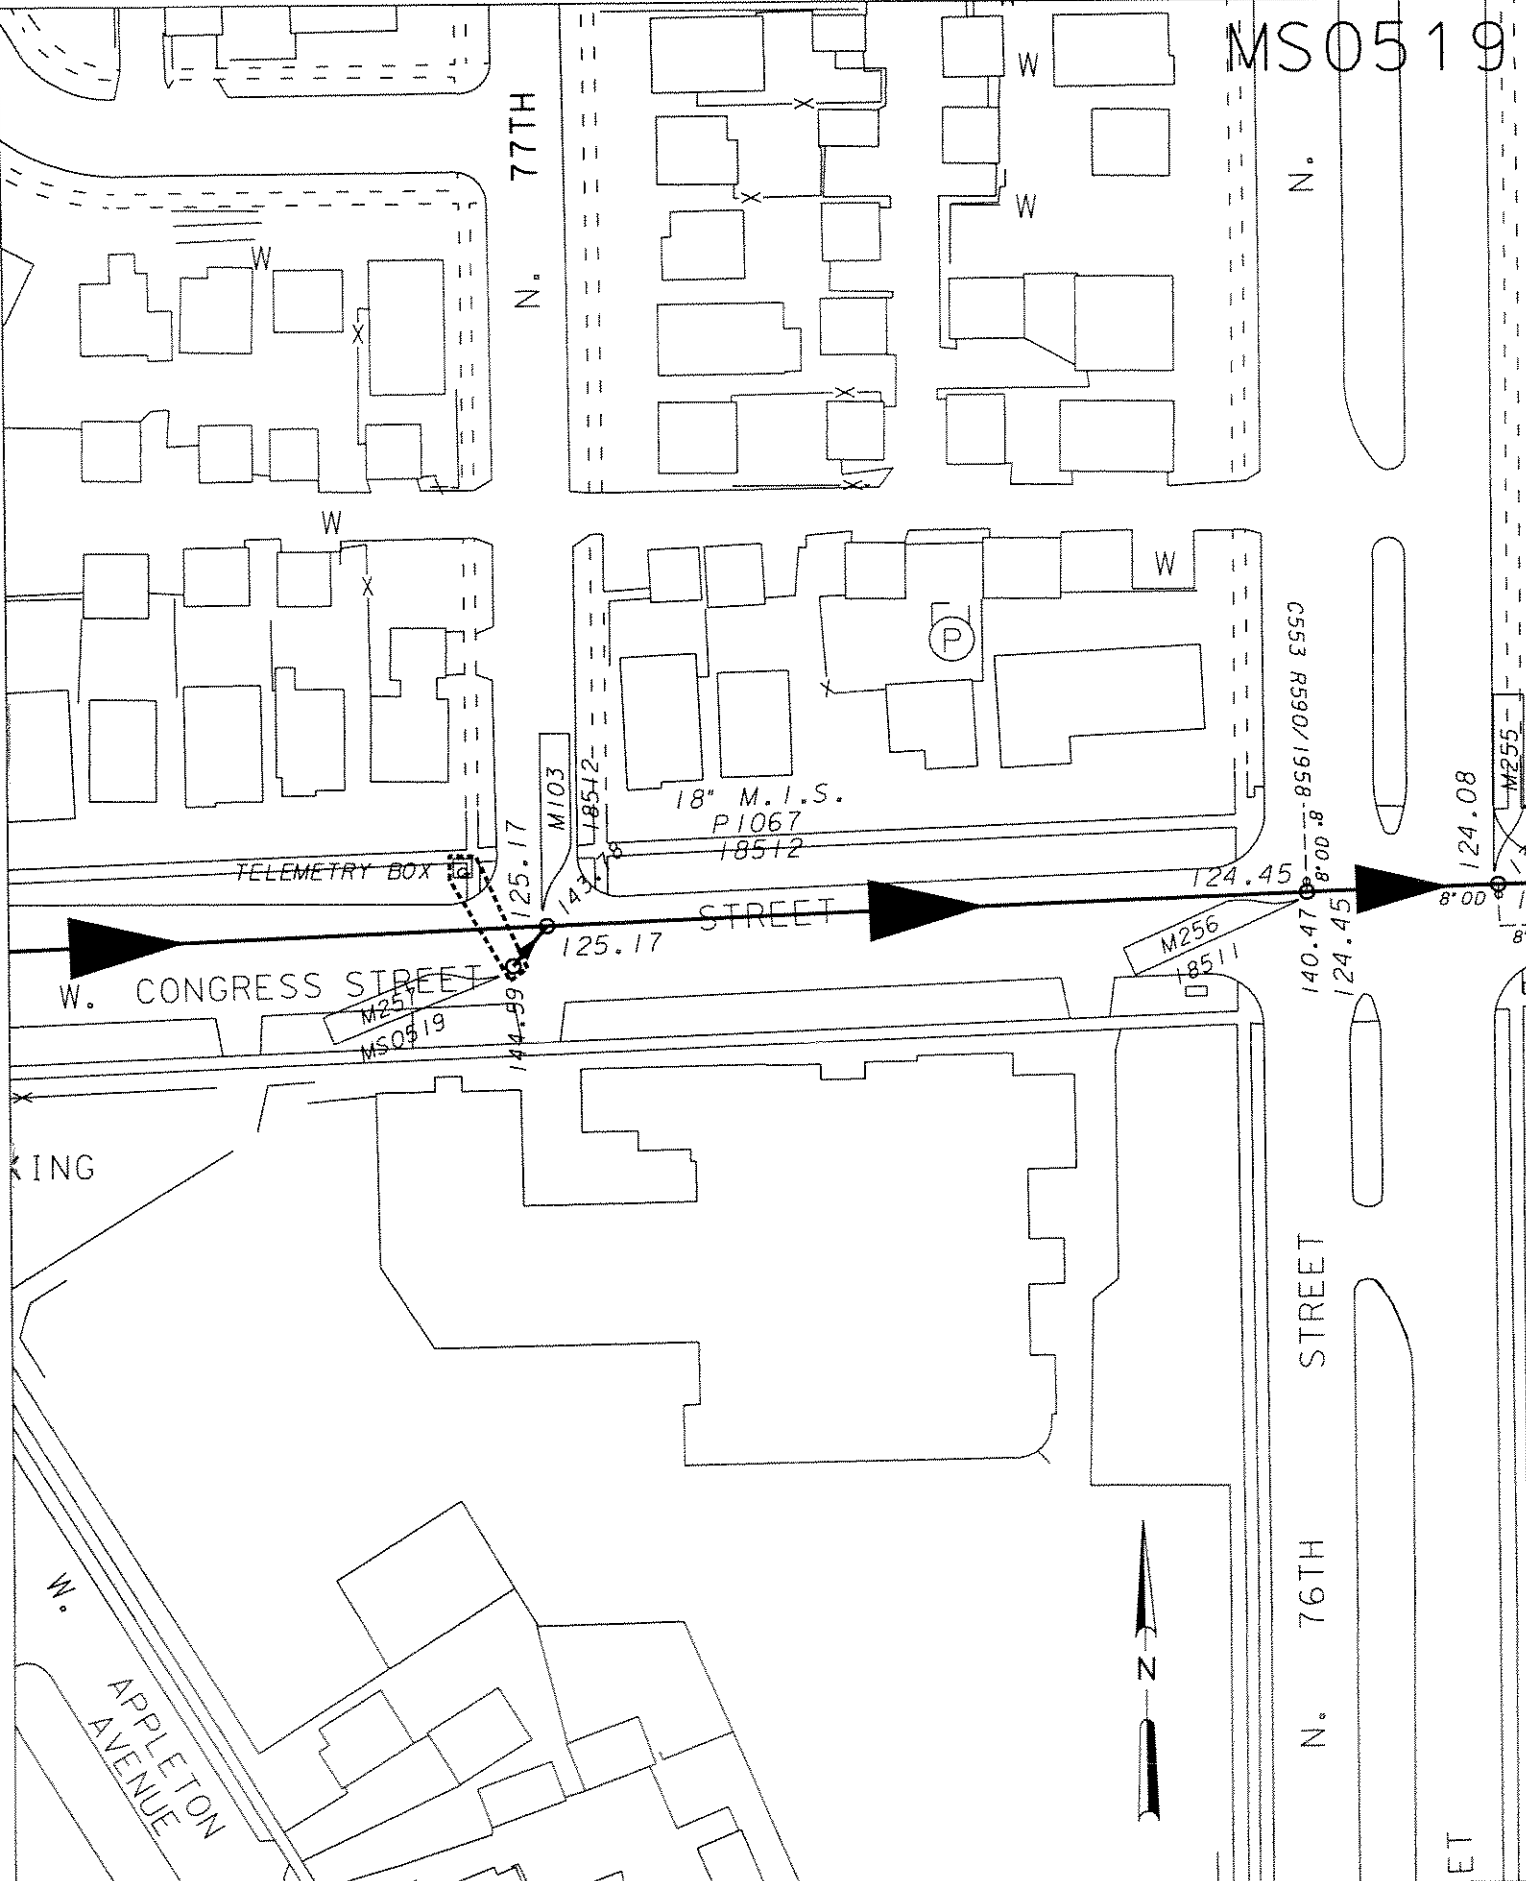 MS0519
77TH
N.
N.
W
W
W
W
W
P
C553 R590/1958
8'00.8
124.08
M255
M103
18512
18" M.I.S.
P1067
18512
TELEMETRY BOX
125.17
124.45
8'00
STREET
125.17
M256
18511
140.47
124.45
W. CONGRESS STREET
MS0519
144.99
KING
STREET
76TH
N.
N
W.
APPLETON
AVENUE
ET